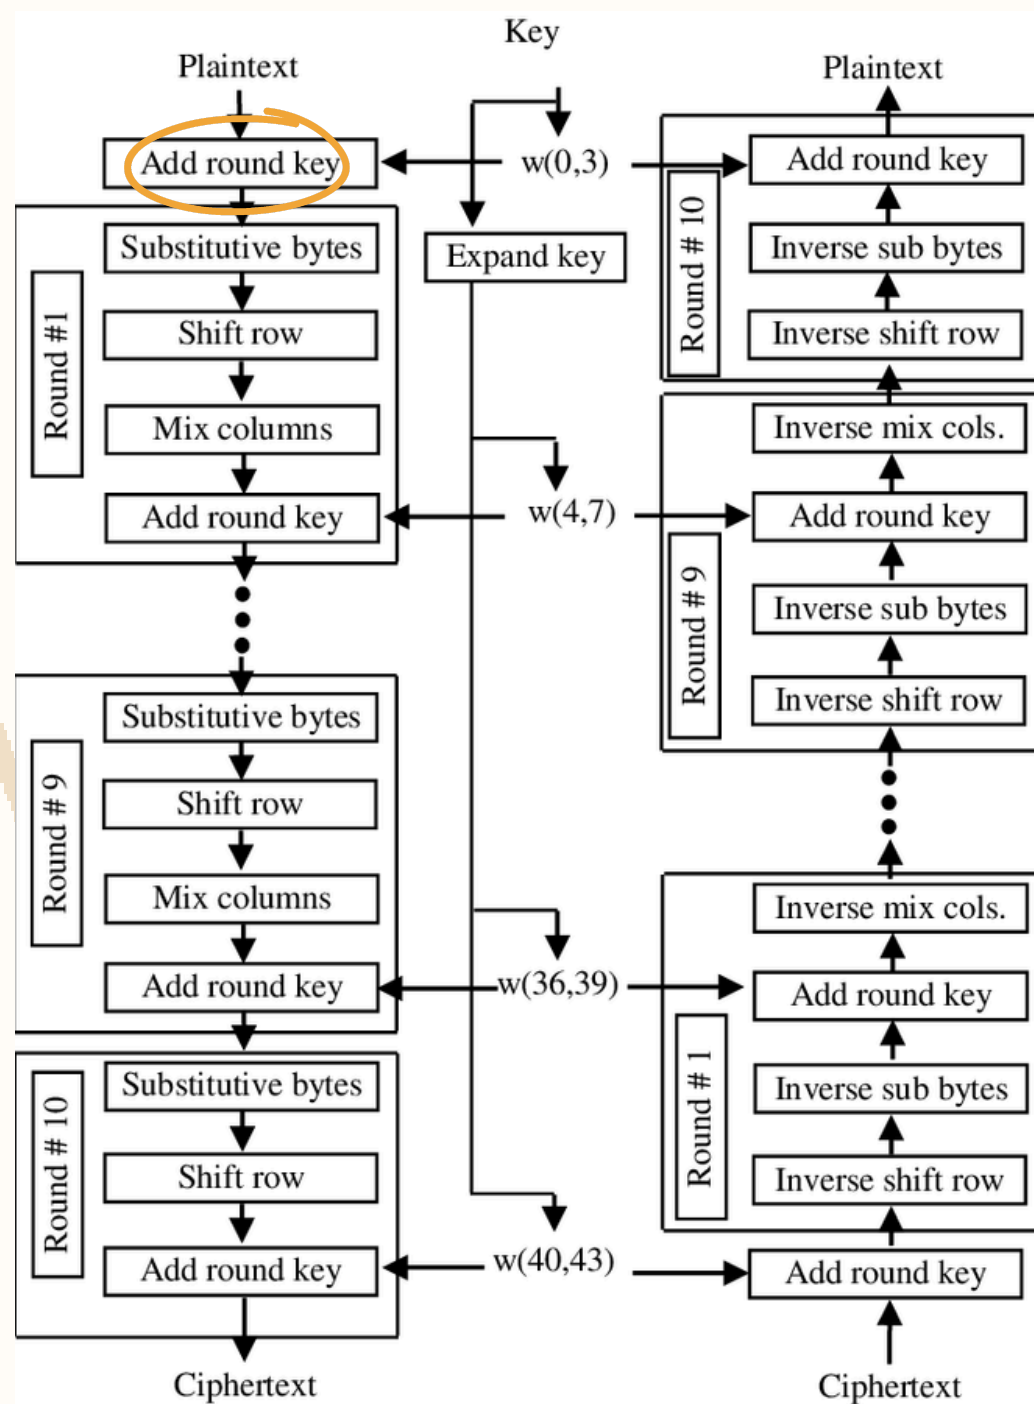 Key
Plaintext
Add round key
Round #1
Substitutive bytes
Shift row
Mix columns
Add round key
Round # 9
Substitutive bytes
Shift row
Mix columns
Add round key
Round # 10
Substitutive bytes
Shift row
Add round key
Ciphertext
w(0,3)
Expand key
w(4,7)
w(36,39)
w(40,43)
Plaintext
Round # 10
Add round key
Inverse sub bytes
Inverse shift row
Round # 9
Inverse mix cols.
Add round key
Inverse sub bytes
Inverse shift row
Round # 1
Inverse mix cols.
Add round key
Inverse sub bytes
Inverse shift row
Add round key
Ciphertext